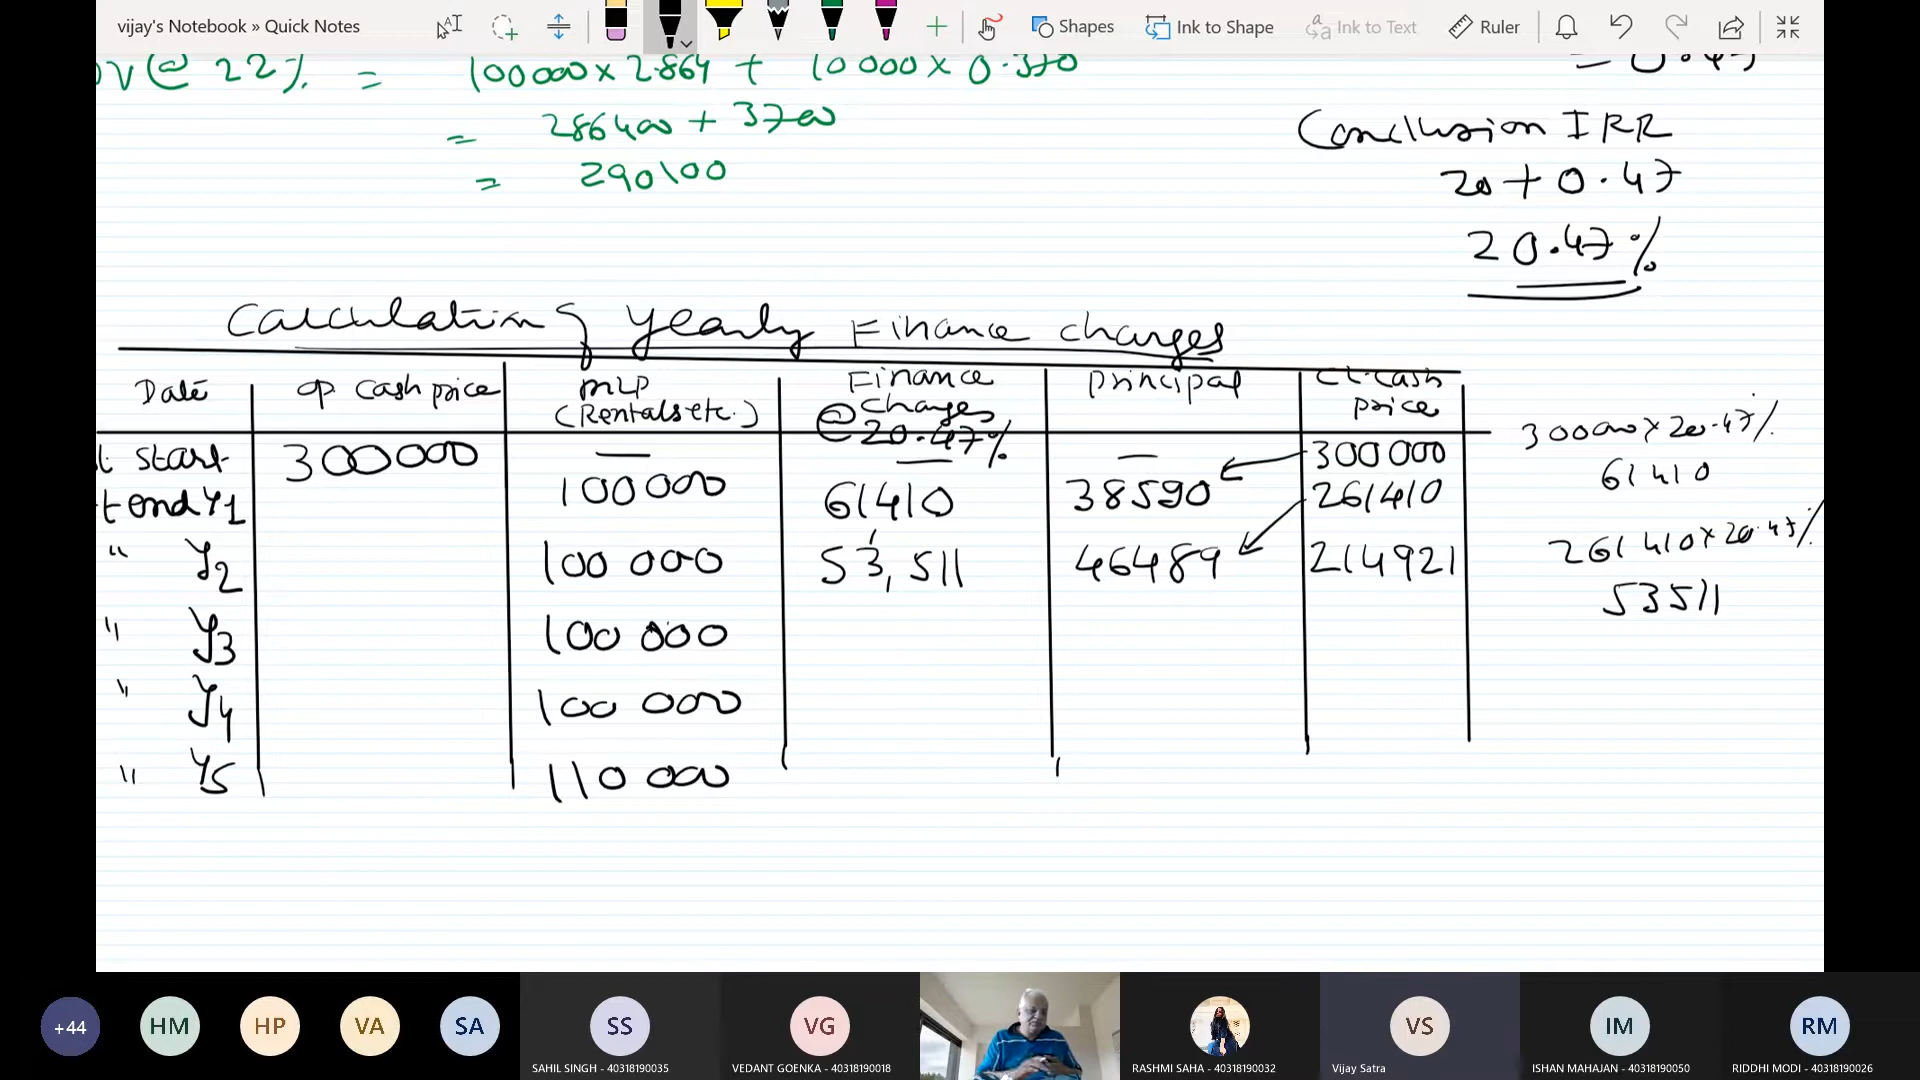 vijay's Notebook » Quick Notes
Shapes
Ink to Shape
Ink to Text
Ruler
V @ 22 % = 100000 x 2.864 + 10000 x 0.370
= 286400 + 3700
= 290100
= 0.47
Conclusion IRR
20 + 0.47
20.47 %
Calculation of yearly Finance charges
Date
op cash price
MLP
(Rentals etc.)
Finance
charges
@ 20.47%
principal
cl. cash
price
t start 300000 — — — 300000
t end Y1 100000 61410 38590 261410
" Y2 100000 53,511 46489 214921
" Y3 100000
" Y4 100000
" Y5 110000
300000 x 20.47%
61410
261410 x 20.47%
53511
+44
HM
HP
VA
SA
SS
SAHIL SINGH - 40318190035
VG
VEDANT GOENKA - 40318190018
RASHMI SAHA - 40318190032
VS
Vijay Satra
IM
ISHAN MAHAJAN - 40318190050
RM
RIDDHI MODI - 40318190026